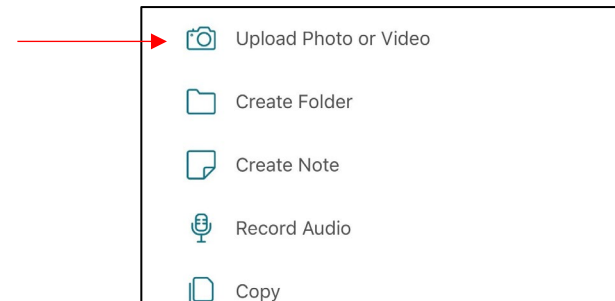 Upload Photo or Video
Create Folder
Create Note
Record Audio
Copy